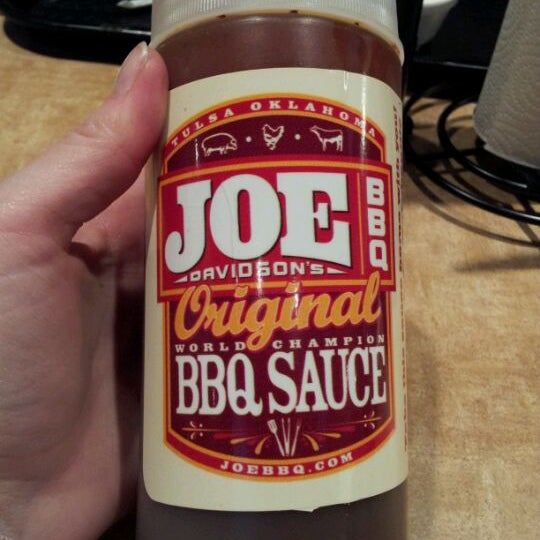 TULSA OKLAHOMA
JOE
BBQ
DAVIDSON'S
Original
WORLD CHAMPION
BBQ SAUCE
JOEBBQ.COM